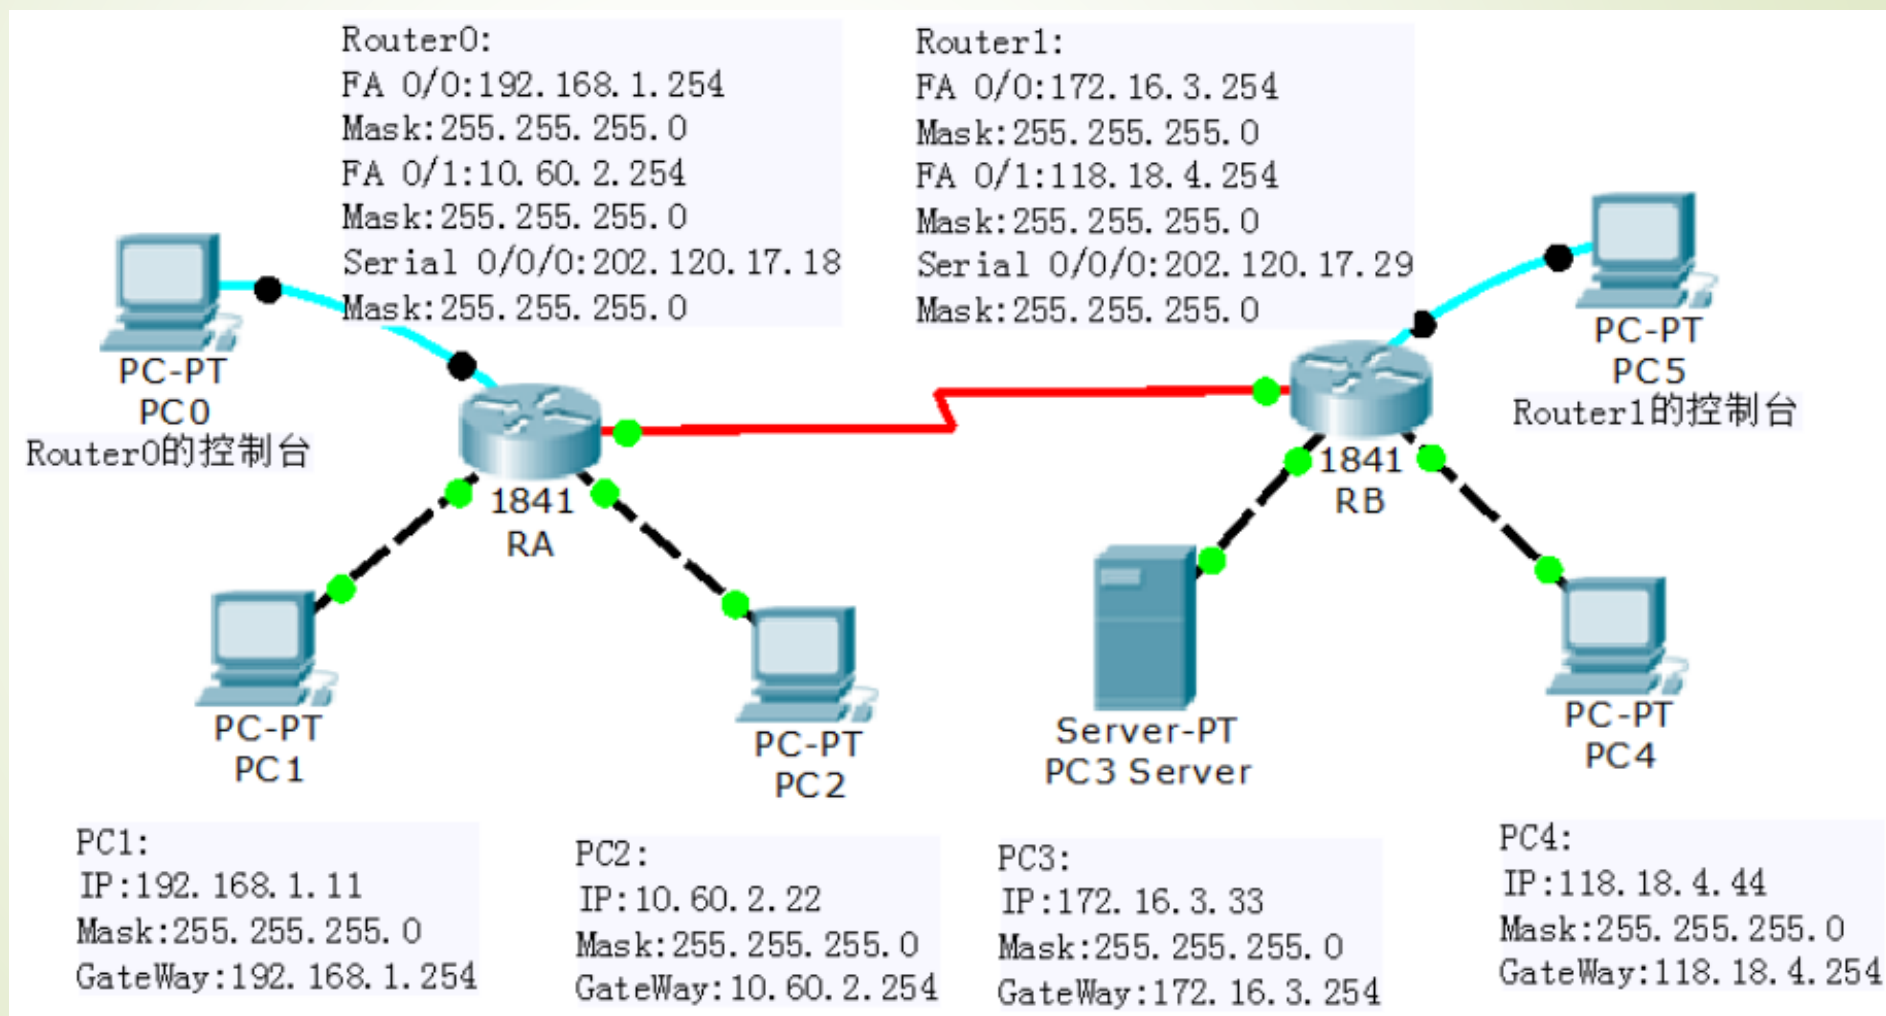 Router0:
FA 0/0:192.168.1.254
Mask:255.255.255.0
FA 0/1:10.60.2.254
Mask:255.255.255.0
Serial 0/0/0:202.120.17.18
Mask:255.255.255.0
Router1:
FA 0/0:172.16.3.254
Mask:255.255.255.0
FA 0/1:118.18.4.254
Mask:255.255.255.0
Serial 0/0/0:202.120.17.29
Mask:255.255.255.0
PC-PT
PC0
Router0的控制台
1841
RA
1841
RB
PC-PT
PC5
Router1的控制台
PC-PT
PC1
PC-PT
PC2
Server-PT
PC3 Server
PC-PT
PC4
PC1:
IP:192.168.1.11
Mask:255.255.255.0
GateWay:192.168.1.254
PC2:
IP:10.60.2.22
Mask:255.255.255.0
GateWay:10.60.2.254
PC3:
IP:172.16.3.33
Mask:255.255.255.0
GateWay:172.16.3.254
PC4:
IP:118.18.4.44
Mask:255.255.255.0
GateWay:118.18.4.254